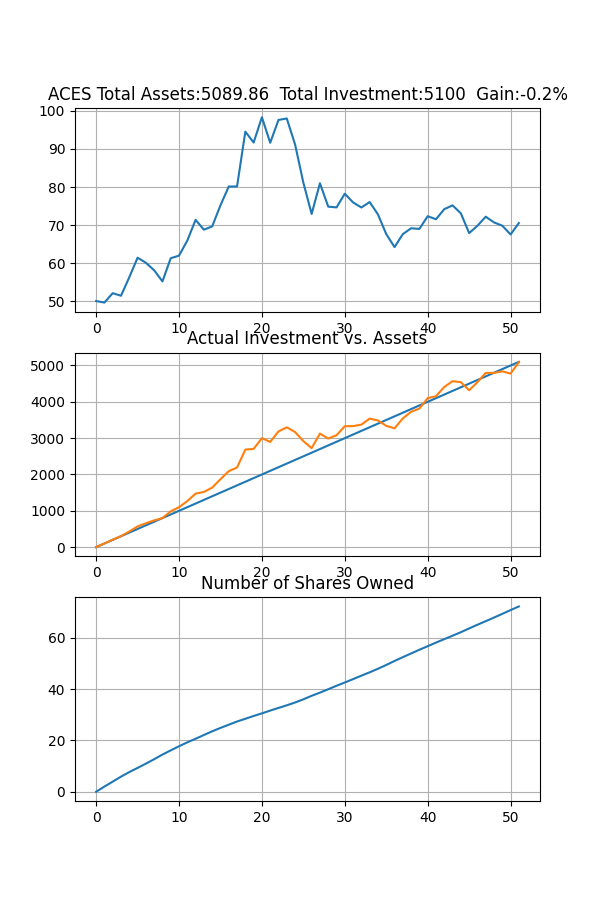 ACES Total Assets:5089.86  Total Investment:5100  Gain:-0.2%
100
90
80
70
60
50
0 10 20 30 40 50
Actual Investment vs. Assets
5000
4000
3000
2000
1000
0
0 10 20 30 40 50
Number of Shares Owned
60
40
20
0
0 10 20 30 40 50